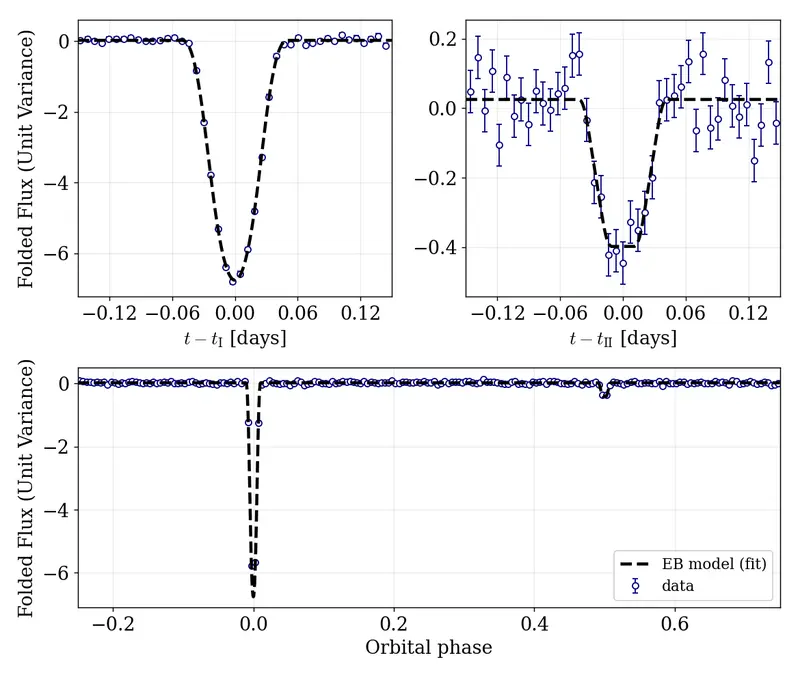 Folded Flux (Unit Variance)
0
−2
−4
−6
−0.12 −0.06 0.00 0.06 0.12
t − t_I [days]
0.2
0.0
−0.2
−0.4
−0.12 −0.06 0.00 0.06 0.12
t − t_II [days]
Folded Flux (Unit Variance)
0
−2
−4
−6
EB model (fit)
data
−0.2 0.0 0.2 0.4 0.6
Orbital phase